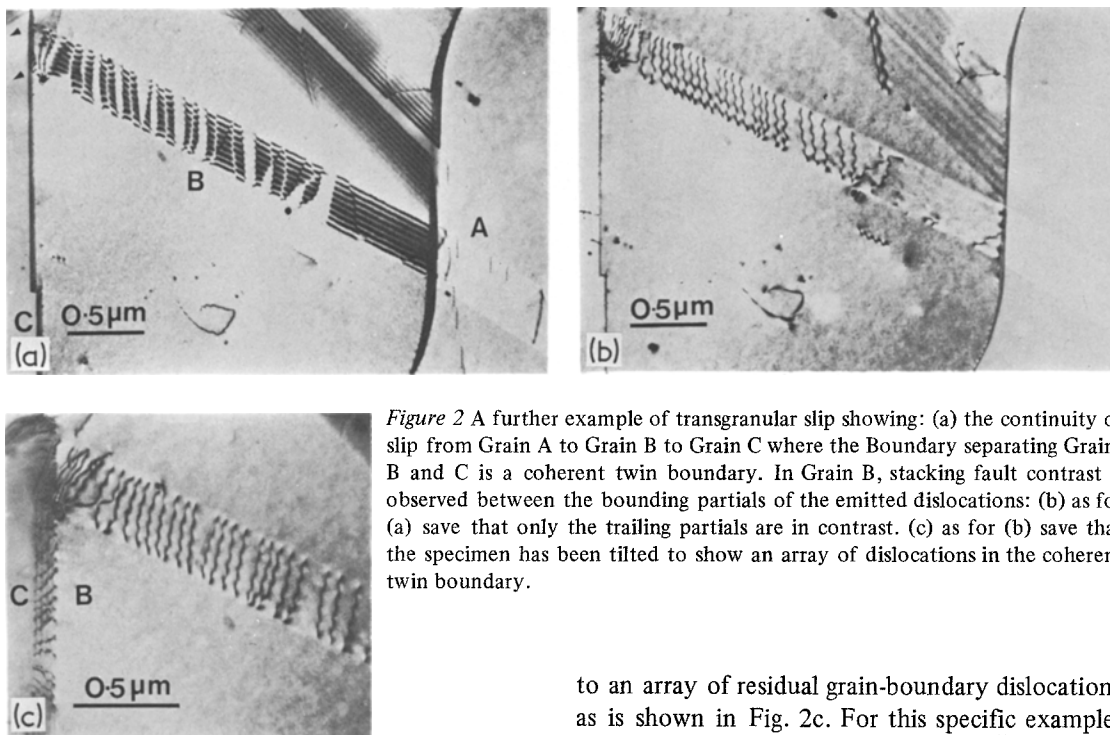 B
A
C
0·5µm
(a)
0·5µm
(b)
C
B
0·5µm
(c)
Figure 2 A further example of transgranular slip showing: (a) the continuity o
slip from Grain A to Grain B to Grain C where the Boundary separating Grain
B and C is a coherent twin boundary. In Grain B, stacking fault contrast
observed between the bounding partials of the emitted dislocations: (b) as fo
(a) save that only the trailing partials are in contrast. (c) as for (b) save tha
the specimen has been tilted to show an array of dislocations in the coheren
twin boundary.
to an array of residual grain-boundary dislocation
as is shown in Fig. 2c. For this specific example